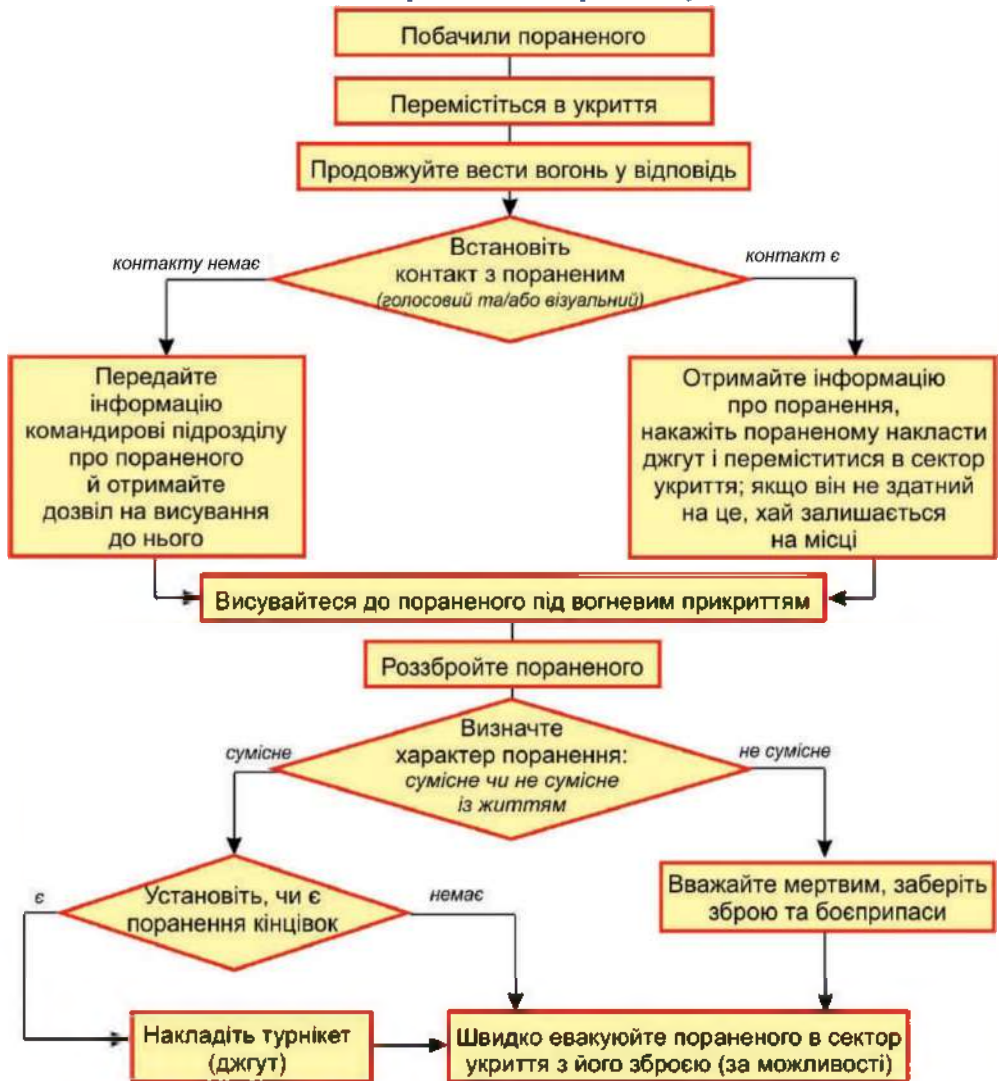 Побачили пораненого
Перемістіться в укриття
Продовжуйте вести вогонь у відповідь
Встановіть
контакт з пораненим
(голосовий та/або візуальний)
контакту немає
контакт є
Передайте
інформацію
командирові підрозділу
про пораненого
й отримайте
дозвіл на висування
до нього
Отримайте інформацію
про поранення,
накажіть пораненому накласти
джгут і переміститися в сектор
укриття; якщо він не здатний
на це, хай залишається
на місці
Висувайтеся до пораненого під вогневим прикриттям
Роззбройте пораненого
Визначте
характер поранення:
сумісне чи не сумісне
із життям
сумісне
не сумісне
Установіть, чи є
поранення кінцівок
є
немає
Вважайте мертвим, заберіть
зброю та боєприпаси
Накладіть турнікет
(джгут)
Швидко евакуюйте пораненого в сектор
укриття з його зброєю (за можливості)